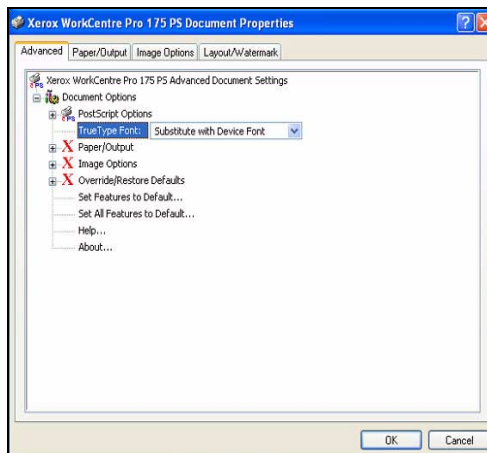 Xerox WorkCentre Pro 175 PS Document Properties
Advanced Paper/Output Image Options Layout/Watermark
Xerox WorkCentre Pro 175 PS Advanced Document Settings
Document Options
PostScript Options
TrueType Font: Substitute with Device Font
Paper/Output
Image Options
Override/Restore Defaults
Set Features to Default...
Set All Features to Default...
Help...
About...
OK Cancel